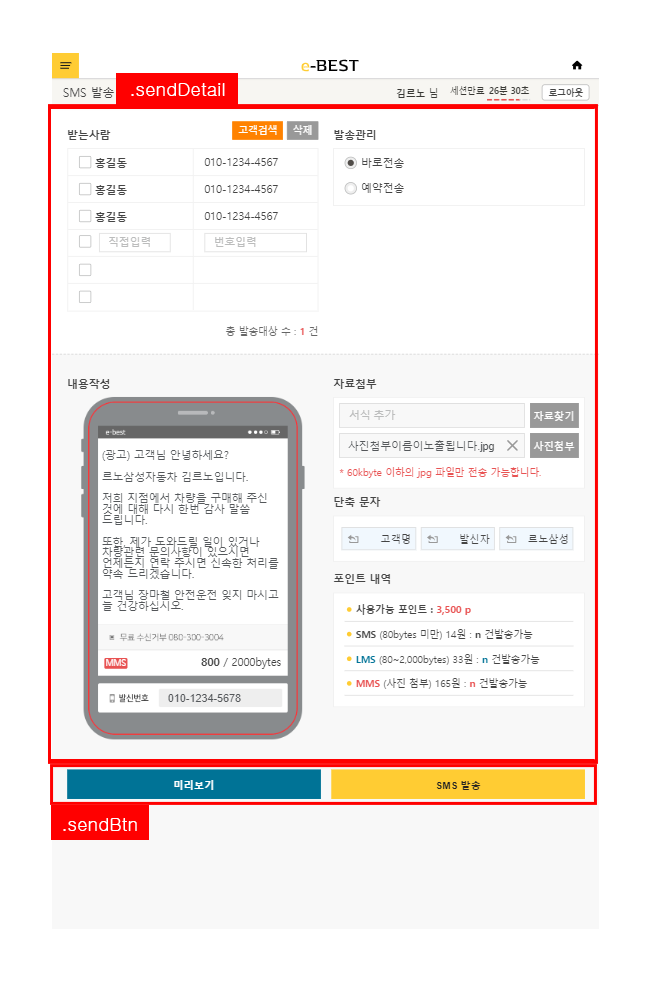 e-BEST
SMS 발송
.sendDetail
김르노 님 세션만료 26분 30초 로그아웃
받는사람 고객검색 삭제
홍길동 010-1234-4567
홍길동 010-1234-4567
홍길동 010-1234-4567
직접입력 번호입력
총 발송대상 수 : 1 건
발송관리
바로전송
예약전송
내용작성
e-best
(광고) 고객님 안녕하세요?
르노삼성자동차 김르노입니다.
저희 지점에서 차량을 구매해 주신
것에 대해 다시 한번 감사 말씀
드립니다.
또한, 제가 도와드릴 일이 있거나
차량관련 문의사항이 있으시면
언제든지 연락 주시면 신속한 처리를
약속 드리겠습니다.
고객님 장마철 안전운전 잊지 마시고
늘 건강하십시오.
무료 수신거부 080-300-3004
MMS 800 / 2000bytes
발신번호 010-1234-5678
자료첨부
서식 추가 자료찾기
사진첨부이름이노출됩니다.jpg 사진첨부
* 60kbyte 이하의 jpg 파일만 전송 가능합니다.
단축 문자
고객명 발신자 르노삼성
포인트 내역
사용가능 포인트 : 3,500 p
SMS (80bytes 미만) 14원 : n 건발송가능
LMS (80~2,000bytes) 33원 : n 건발송가능
MMS (사진 첨부) 165원 : n 건발송가능
미리보기 SMS 발송
.sendBtn